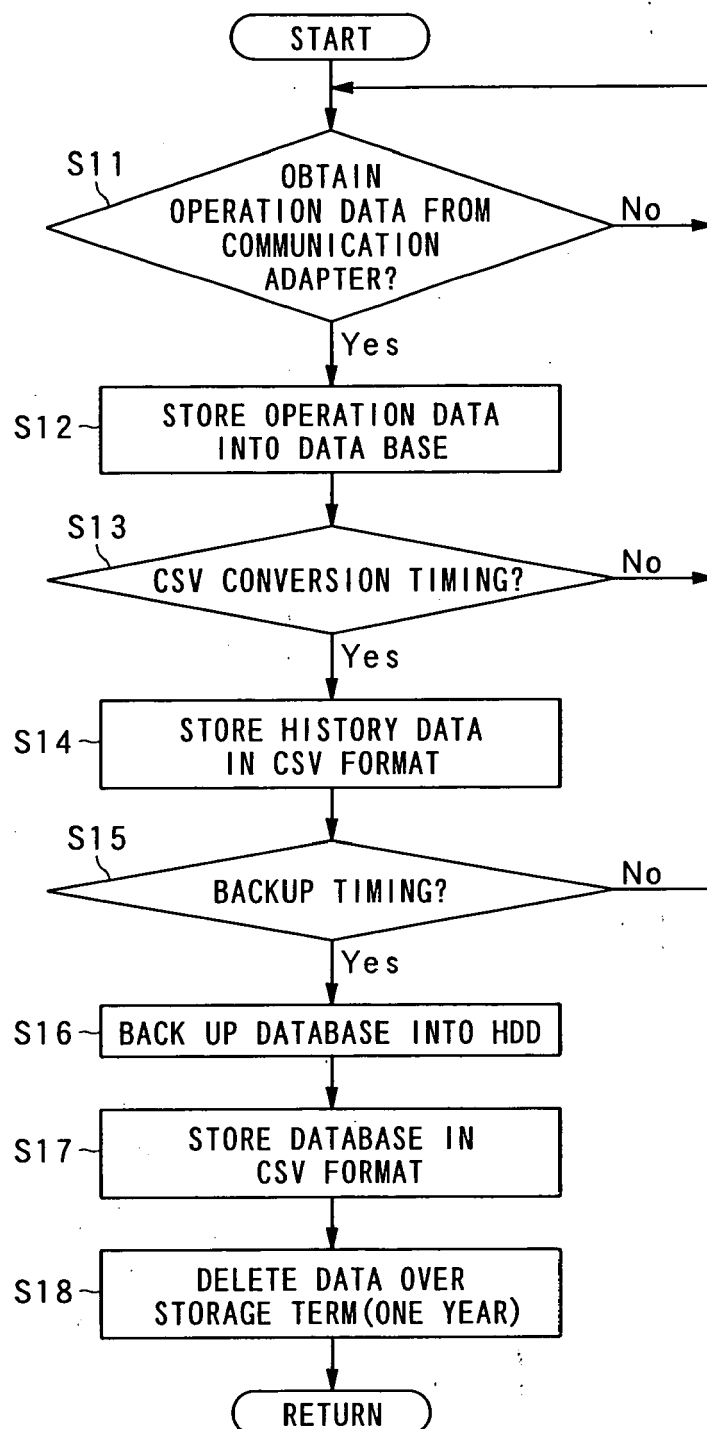 START
S11
OBTAIN
OPERATION DATA FROM
COMMUNICATION
ADAPTER?
No
Yes
S12
STORE OPERATION DATA
INTO DATA BASE
S13
CSV CONVERSION TIMING?
No
Yes
S14
STORE HISTORY DATA
IN CSV FORMAT
S15
BACKUP TIMING?
No
Yes
S16
BACK UP DATABASE INTO HDD
S17
STORE DATABASE IN
CSV FORMAT
S18
DELETE DATA OVER
STORAGE TERM(ONE YEAR)
RETURN